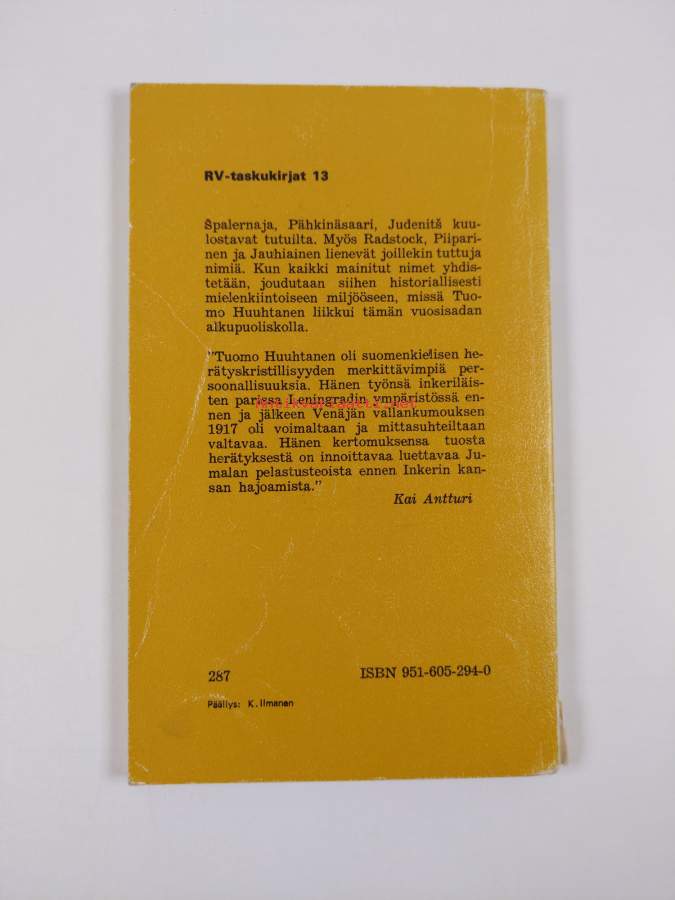 RV-taskukirjat 13
Špalernaja, Pähkinäsaari, Judenitš kuu-
lostavat tutuilta. Myös Radstock, Piipari-
nen ja Jauhiainen lienevät joillekin tuttuja
nimiä. Kun kaikki mainitut nimet yhdis-
tetään, joudutaan siihen historiallisesti
mielenkiintoiseen miljööseen, missä Tuo-
mo Huuhtanen liikkui tämän vuosisadan
alkupuoliskolla.
"Tuomo Huuhtanen oli suomenkielisen he-
rätyskristillisyyden merkittävimpiä per-
soonallisuuksia. Hänen työnsä inkeriläis-
ten parissa Leningradin ympäristössä en-
nen ja jälkeen Venäjän vallankumouksen
1917 oli voimaltaan ja mittasuhteiltaan
valtavaa. Hänen kertomuksensa tuosta
herätyksestä on innoittavaa luettavaa Ju-
malan pelastusteoista ennen Inkerin kan-
san hajoamista."
Kai Antturi
287
ISBN 951-605-294-0
Päällys: K. Ilmanen